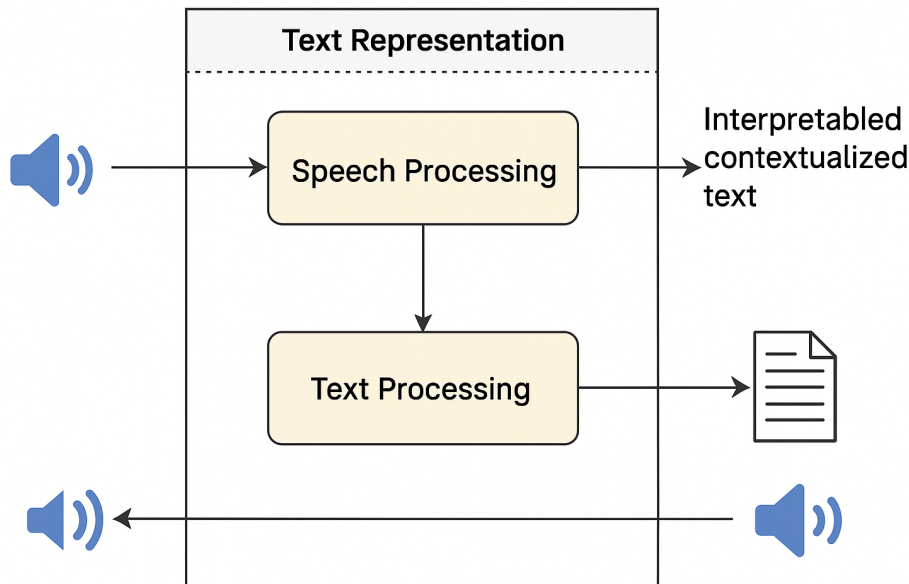 Text Representation
Speech Processing
Interpretabled
contextualized
text
Text Processing